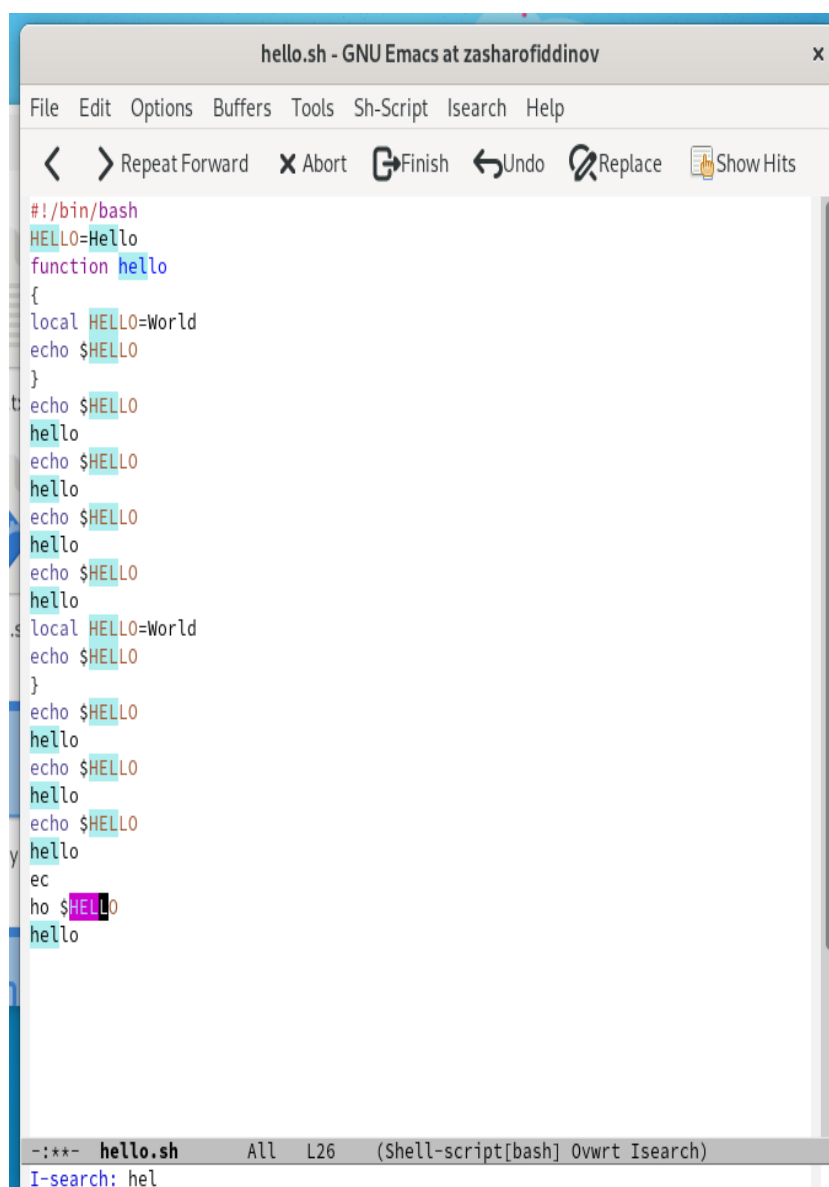 hello.sh - GNU Emacs at zasharofiddinov x
File Edit Options Buffers Tools Sh-Script Isearch Help
Repeat Forward Abort Finish Undo Replace Show Hits
#!/bin/bash
HELLO=Hello
function hello
{
local HELLO=World
echo $HELLO
}
echo $HELLO
hello
echo $HELLO
hello
echo $HELLO
hello
echo $HELLO
hello
local HELLO=World
echo $HELLO
}
echo $HELLO
hello
echo $HELLO
hello
echo $HELLO
hello
ec
ho $HELLO
hello
-:**- hello.sh All L26 (Shell-script[bash] Ovwrt Isearch)
I-search: hel